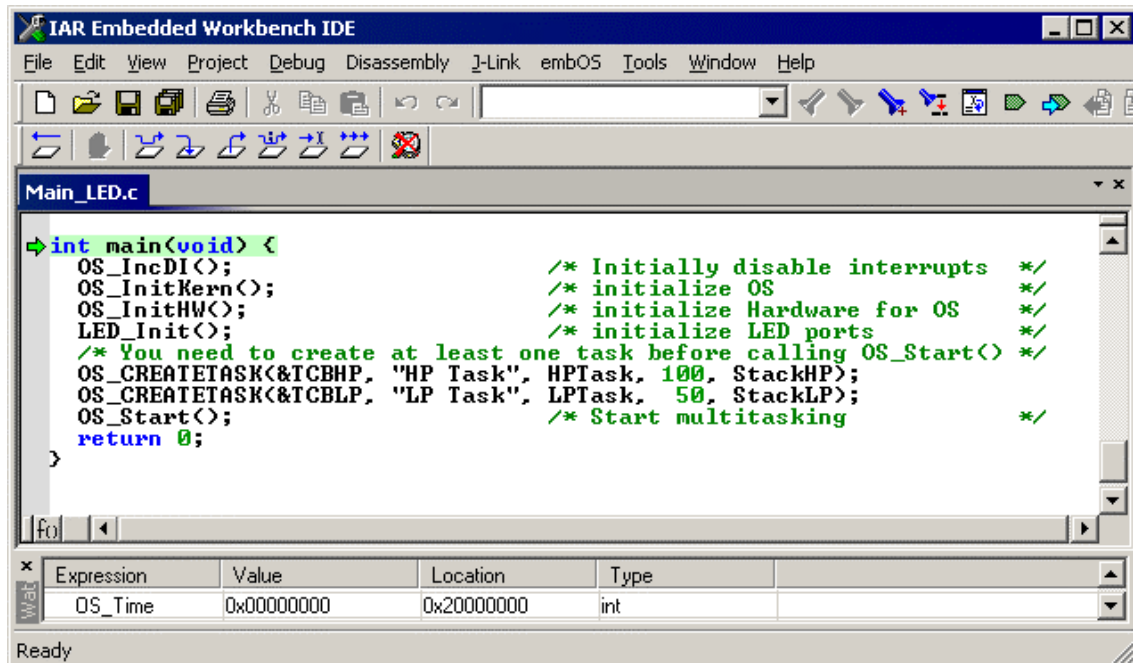 IAR Embedded Workbench IDE
File Edit View Project Debug Disassembly J-Link embOS Tools Window Help
Main_LED.c
int main(void) {
OS_IncDI(); /* Initially disable interrupts */
OS_InitKern(); /* initialize OS */
OS_InitHW(); /* initialize Hardware for OS */
LED_Init(); /* initialize LED ports */
/* You need to create at least one task before calling OS_Start() */
OS_CREATETASK(&TCBHP, "HP Task", HPTask, 100, StackHP);
OS_CREATETASK(&TCBLP, "LP Task", LPTask, 50, StackLP);
OS_Start(); /* Start multitasking */
return 0;
}
f()
Wat
Expression Value Location Type
OS_Time 0x00000000 0x20000000 int
Ready